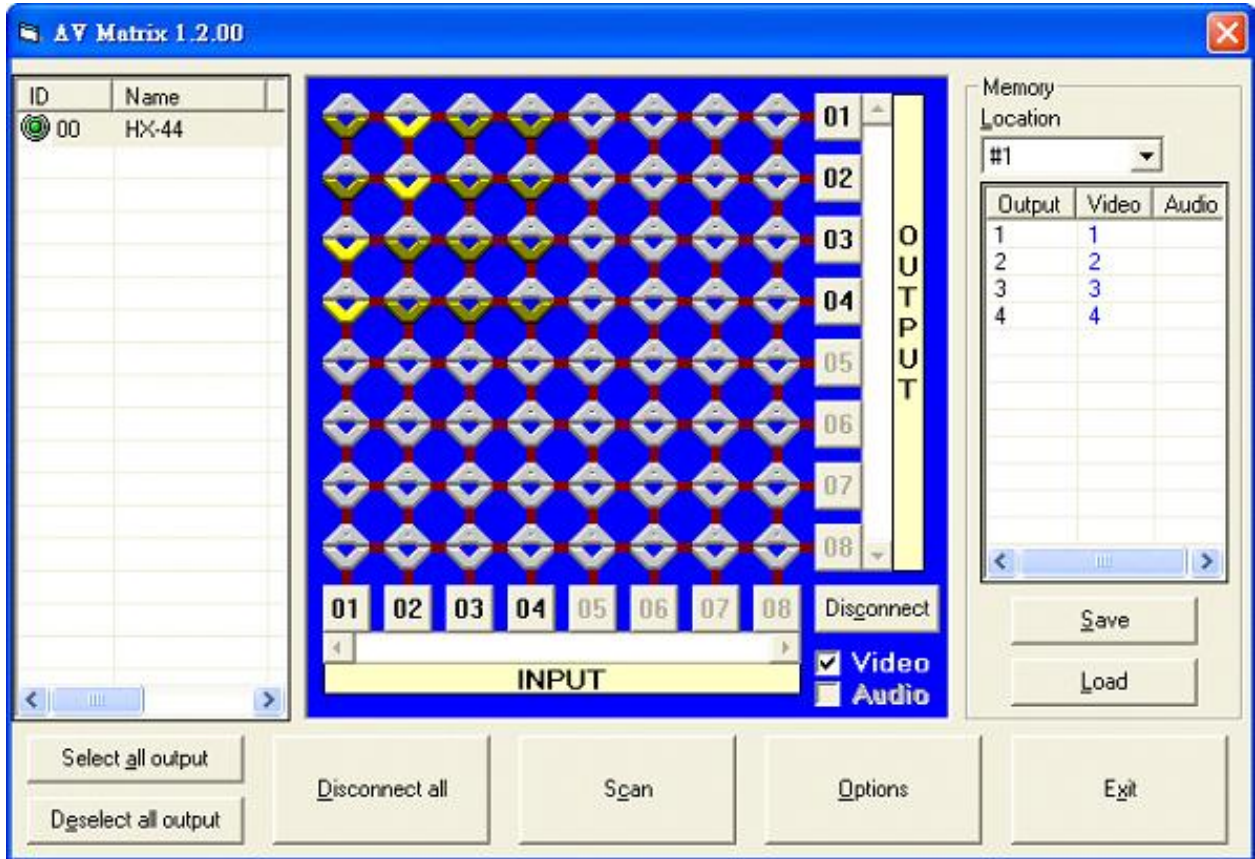 AV Matrix 1.2.00
ID Name
00 HX-44
01
02
03
04
05
06
07
08
OUTPUT
01 02 03 04 05 06 07 08
INPUT
Disconnect
Video
Audio
Memory
Location
#1
Output Video Audio
1 1
2 2
3 3
4 4
Save
Load
Select all output
Deselect all output
Disconnect all
Scan
Options
Exit